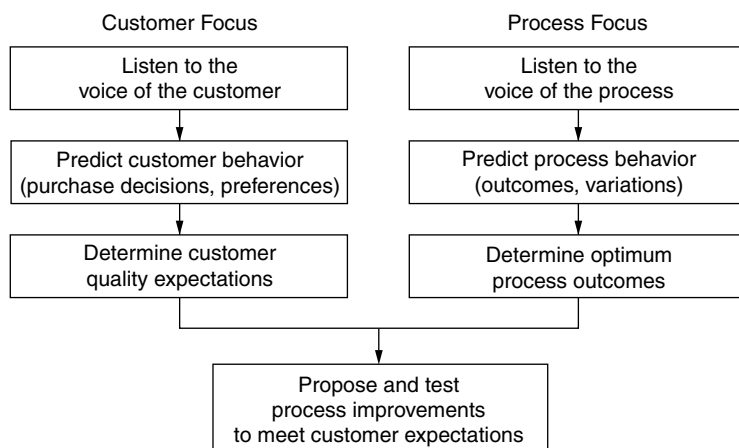 Customer Focus
Listen to the
voice of the customer
Predict customer behavior
(purchase decisions, preferences)
Determine customer
quality expectations
Process Focus
Listen to the
voice of the process
Predict process behavior
(outcomes, variations)
Determine optimum
process outcomes
Propose and test
process improvements
to meet customer expectations